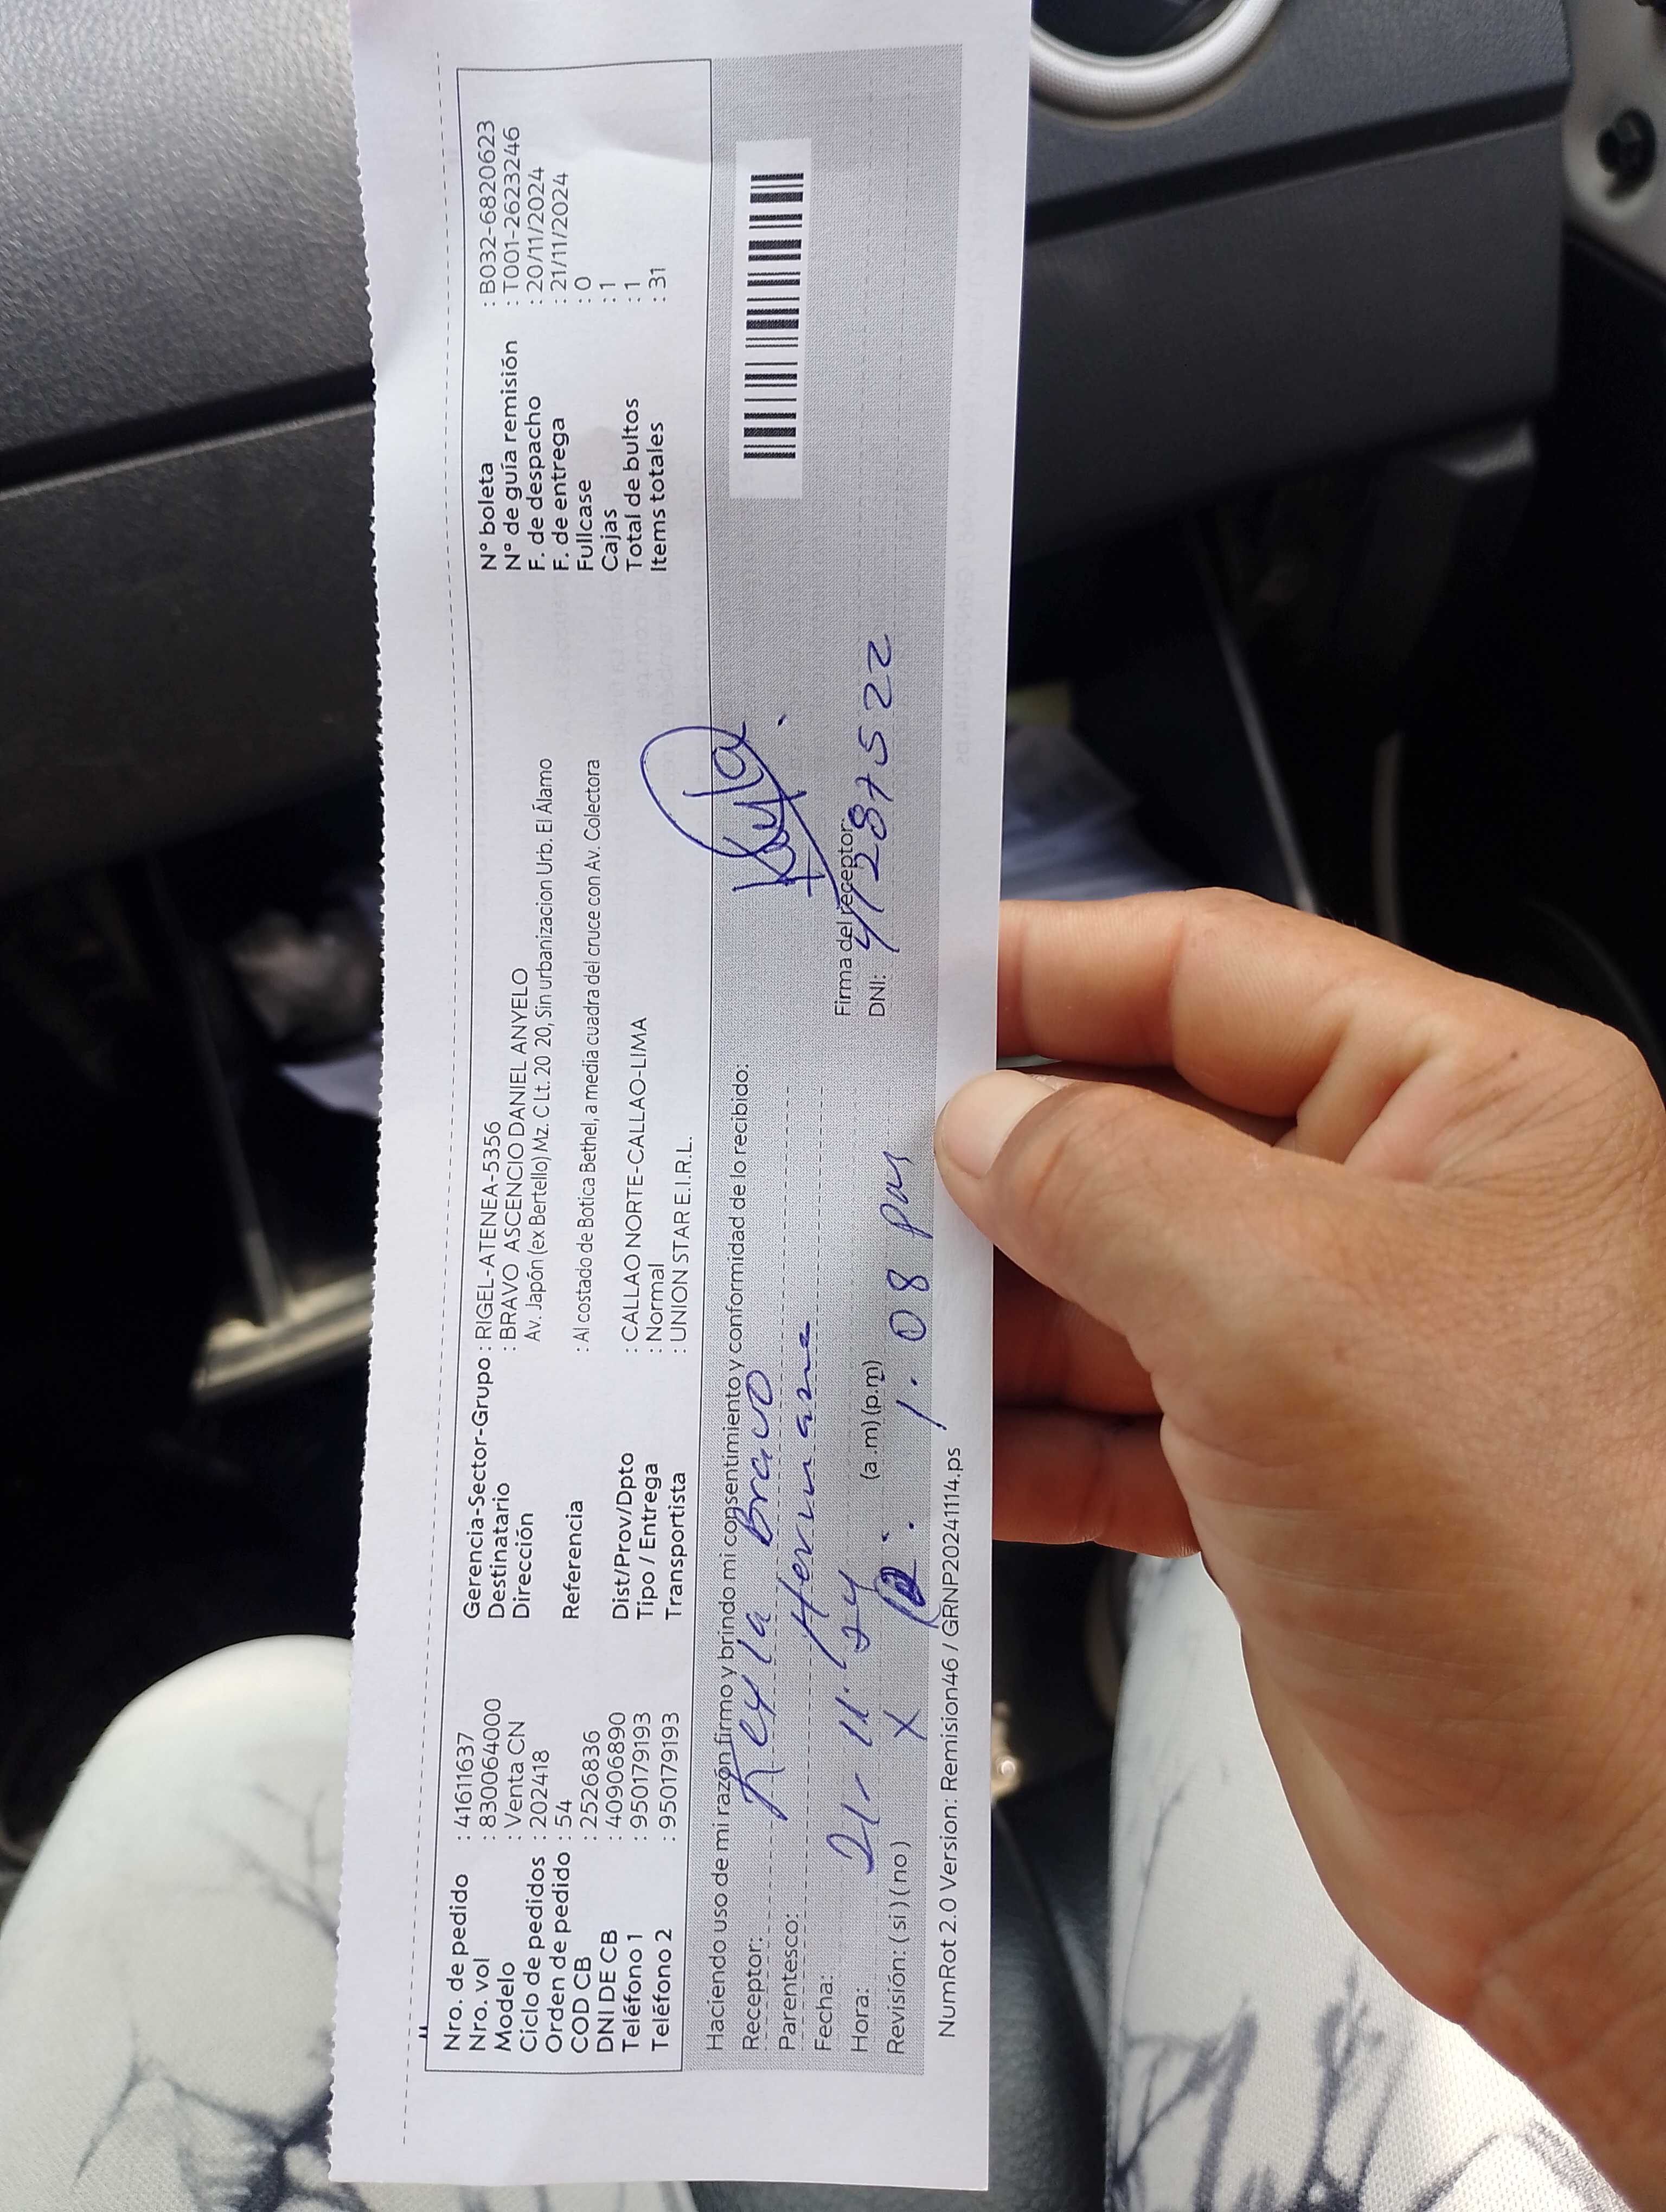 Nro. de pedido : 41611637
Nro. vol : 8300064000
Modelo : Venta CN
Ciclo de pedidos : 202418
Orden de pedido : 54
COD CB : 2526836
DNI DE CB : 40906890
Teléfono 1 : 950179193
Teléfono 2 : 950179193
Gerencia-Sector-Grupo : RIGEL-ATENEA-5356
Destinatario : BRAVO ASCENCIO DANIEL ANYELO
Dirección Av. Japón (ex Bertello) Mz. C Lt. 20 20, Sin urbanizacion Urb. El Álamo
Referencia : Al costado de Botica Bethel, a media cuadra del cruce con Av. Colectora
Dist/Prov/Dpto : CALLAO NORTE-CALLAO-LIMA
Tipo / Entrega : Normal
Transportista : UNION STAR E.I.R.L.
N° boleta : B032-6820623
N° de guía remisión : T001-2623246
F. de despacho : 20/11/2024
F. de entrega : 21/11/2024
Fullcase : 0
Cajas : 1
Total de bultos : 1
Items totales : 31
Haciendo uso de mi razón firmo y brindo mi consentimiento y conformidad de lo recibido:
Receptor: Keyla Bravo
Parentesco: Hermana
Fecha: 21-11-24
Hora: (a .m) (p.m)
Revisión: ( si ) ( no ) X 1.08 pm
Keyla
Firma del receptor
DNI: 41287522
NumRot 2.0 Version: Remision46 / GRNP20241114.ps